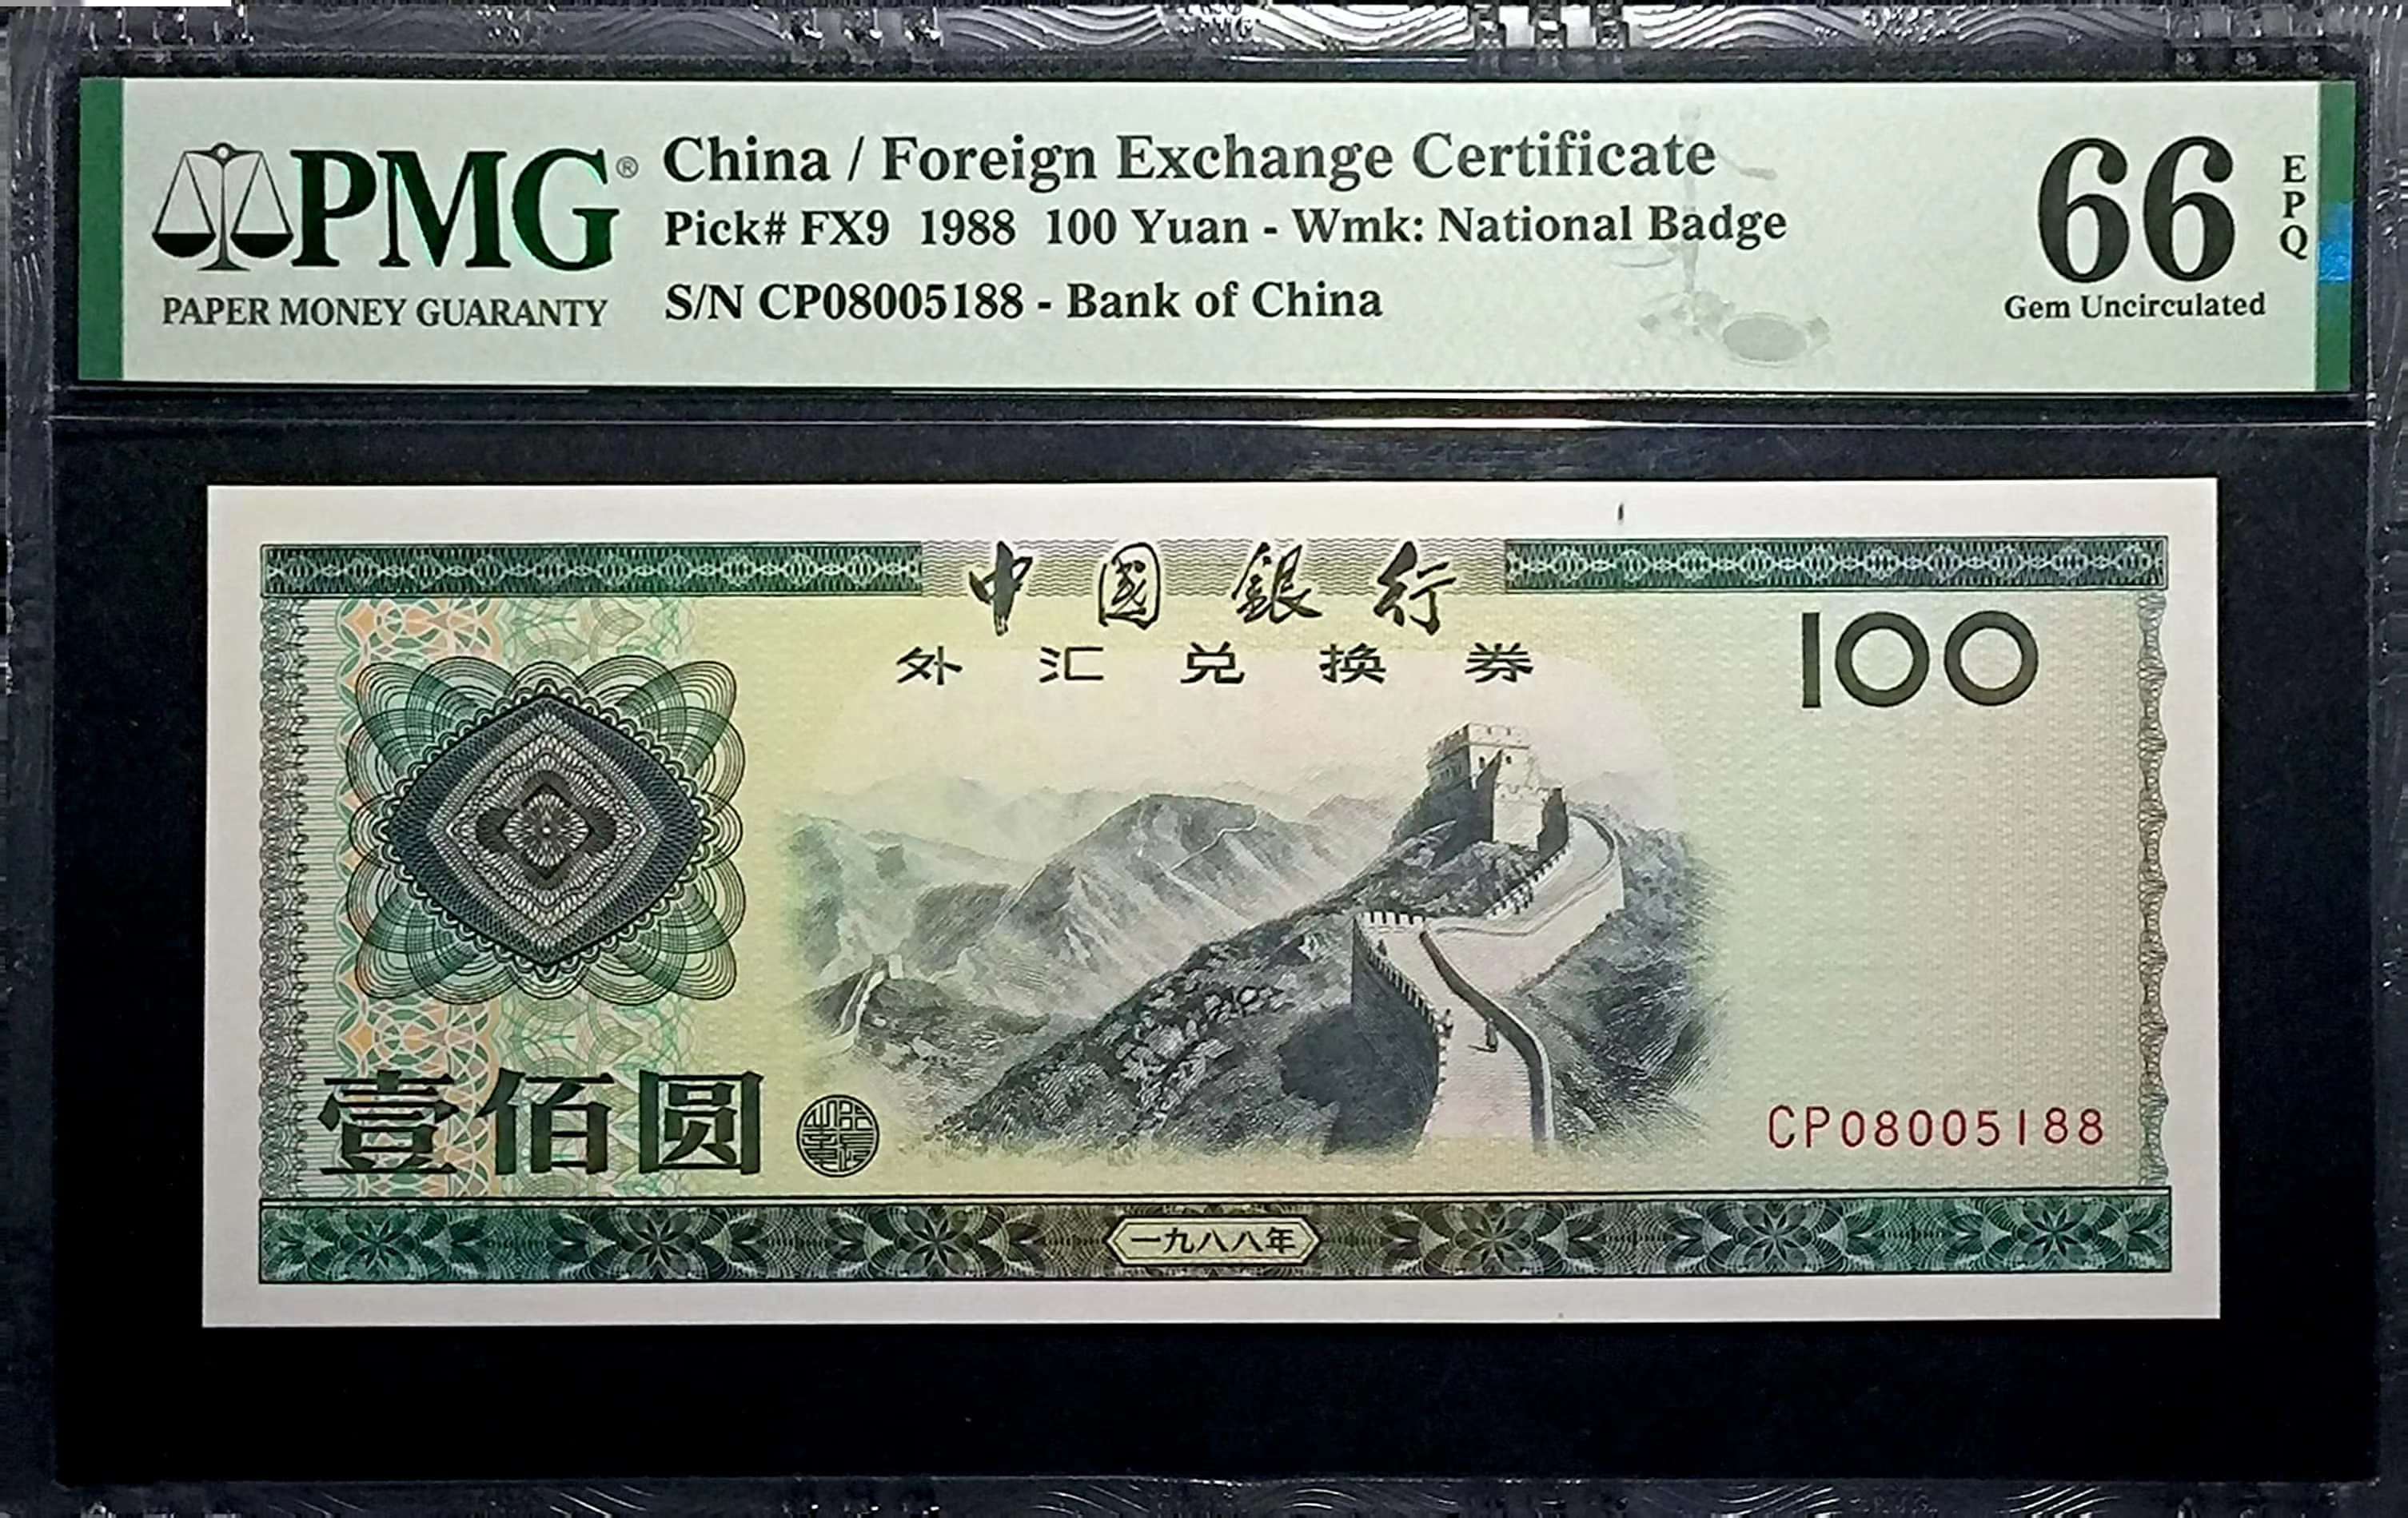 PMG®
PAPER MONEY GUARANTY
China / Foreign Exchange Certificate
Pick# FX9 1988 100 Yuan - Wmk: National Badge
S/N CP08005188 - Bank of China
66
EPQ
Gem Uncirculated
中國銀行
外汇兑换券
100
壹佰圆
CP08005188
一九八八年